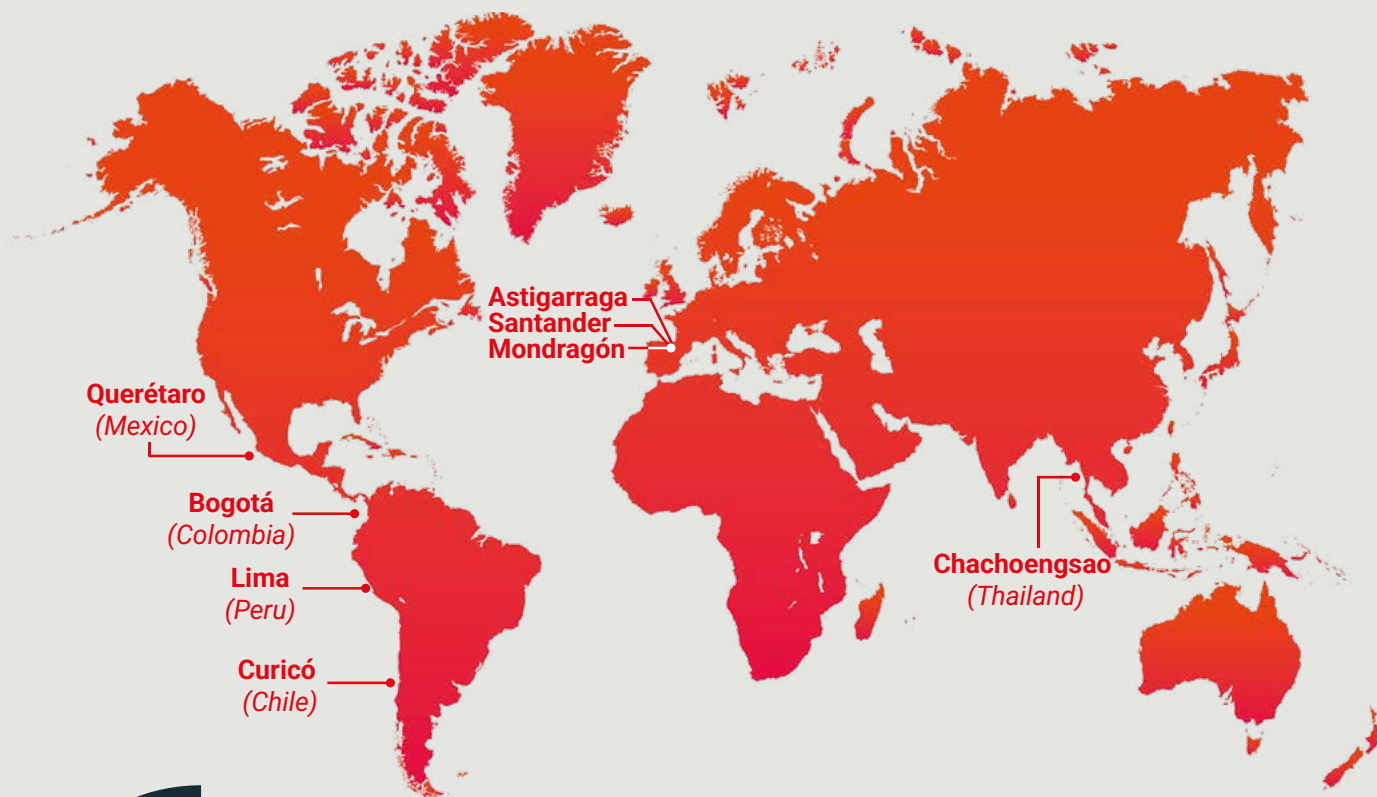 Astigarraga
Santander
Mondragón
Querétaro
(Mexico)
Bogotá
(Colombia)
Lima
(Peru)
Curicó
(Chile)
Chachoengsao
(Thailand)